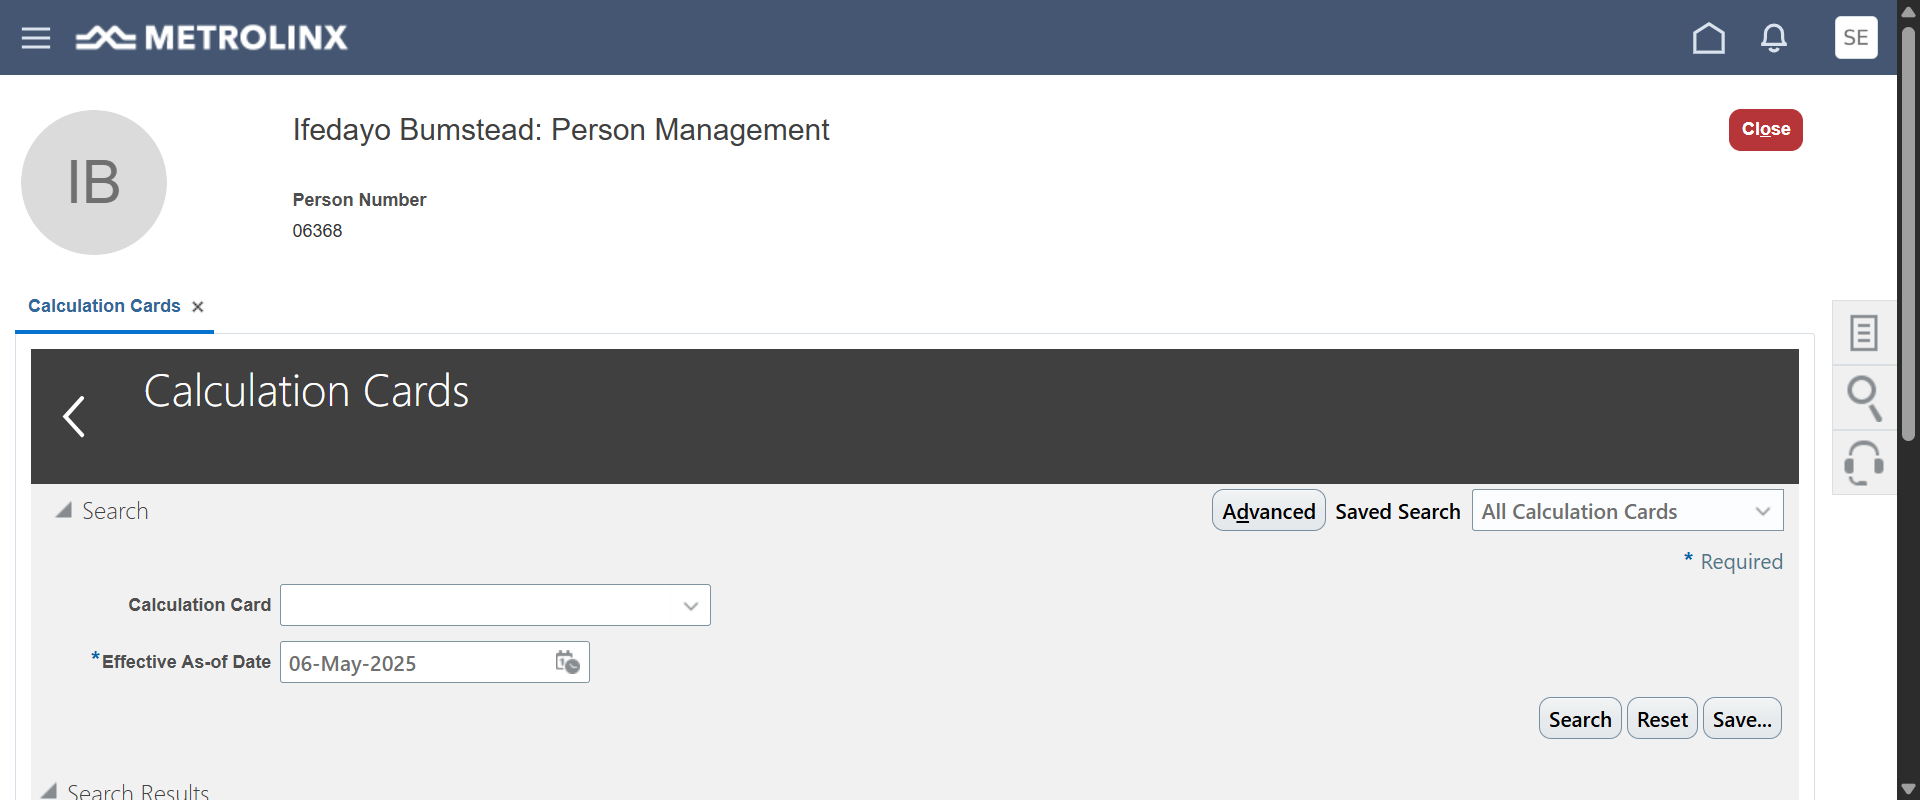 METROLINX
SE
IB
Ifedayo Bumstead: Person Management
Close
Person Number
06368
Calculation Cards
Calculation Cards
Search
Advanced Saved Search All Calculation Cards
* Required
Calculation Card
*Effective As-of Date 06-May-2025
Search Reset Save...
Search Results